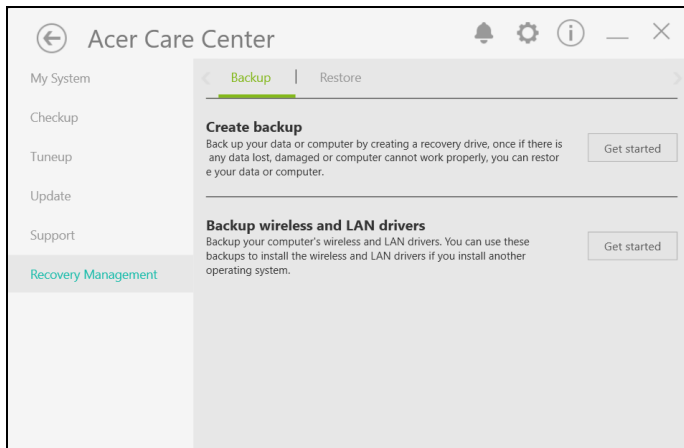 Acer Care Center
My System
Checkup
Tuneup
Update
Support
Recovery Management
Backup | Restore
Create backup
Back up your data or computer by creating a recovery drive, once if there is
any data lost, damaged or computer cannot work properly, you can restor
e your data or computer.
Get started
Backup wireless and LAN drivers
Backup your computer's wireless and LAN drivers. You can use these
backups to install the wireless and LAN drivers if you install another
operating system.
Get started